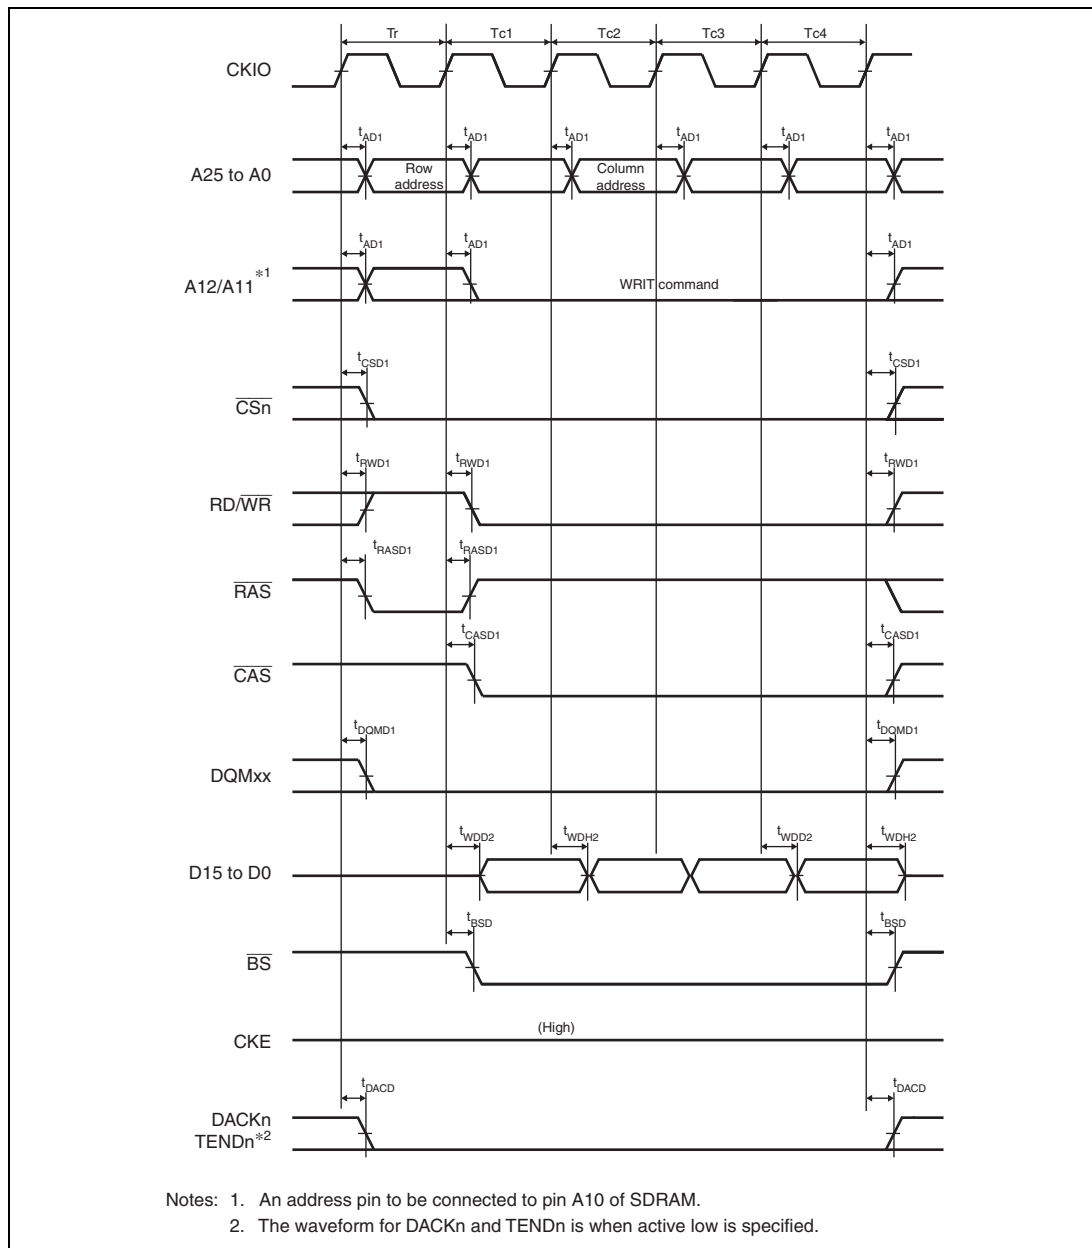 Tr Tc1 Tc2 Tc3 Tc4
CKIO
tAD1 tAD1 tAD1 tAD1 tAD1 tAD1
A25 to A0
Row
address
Column
address
tAD1 tAD1 tAD1
A12/A11*1
WRIT command
tCSD1 tCSD1
CSn
tRWD1 tRWD1 tRWD1
RD/WR
tRASD1 tRASD1
RAS
tCASD1 tCASD1
CAS
tDQMD1 tDQMD1
DQMxx
tWDD2 tWDH2 tWDD2 tWDH2
D15 to D0
tBSD tBSD
BS
(High)
CKE
tDACD tDACD
DACKn
TENDn*2
Notes: 1. An address pin to be connected to pin A10 of SDRAM.
2. The waveform for DACKn and TENDn is when active low is specified.